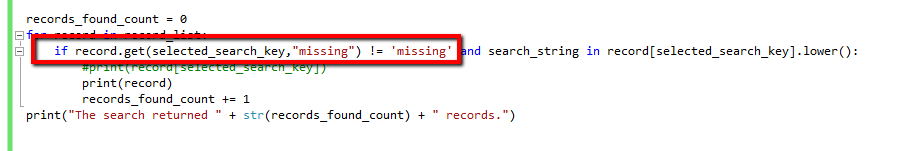 records_found_count = 0
for record in record_list:
if record.get(selected_search_key,"missing") != 'missing' and search_string in record[selected_search_key].lower():
#print(record[selected_search_key])
print(record)
records_found_count += 1
print("The search returned " + str(records_found_count) + " records.")